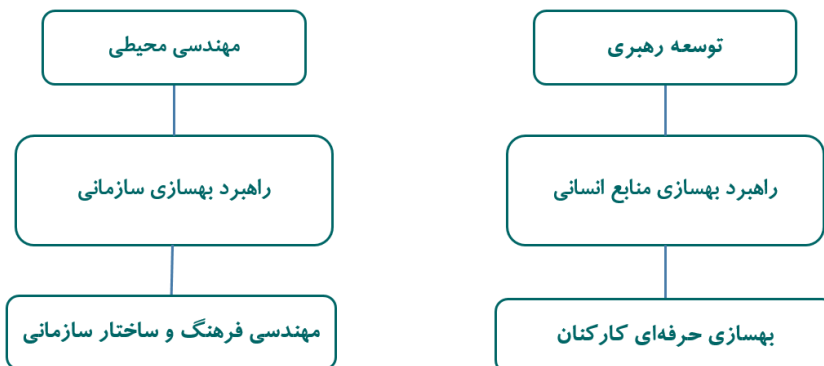 توسعه رهبری
مهندسی محیطی
راهبرد بهسازی منابع انسانی
راهبرد بهسازی سازمانی
بهسازی حرفه‌ای کارکنان
مهندسی فرهنگ و ساختار سازمانی